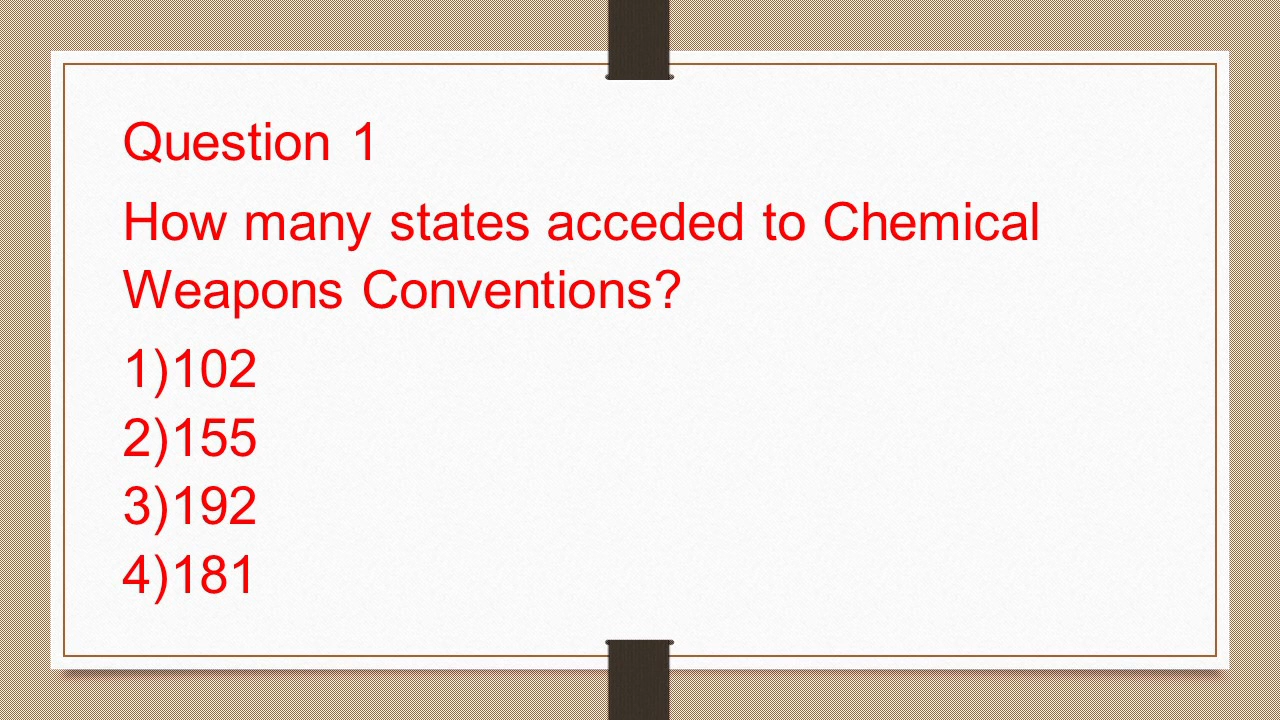 Question 1
How many states acceded to Chemical
Weapons Conventions?
1)102
2)155
3)192
4)181